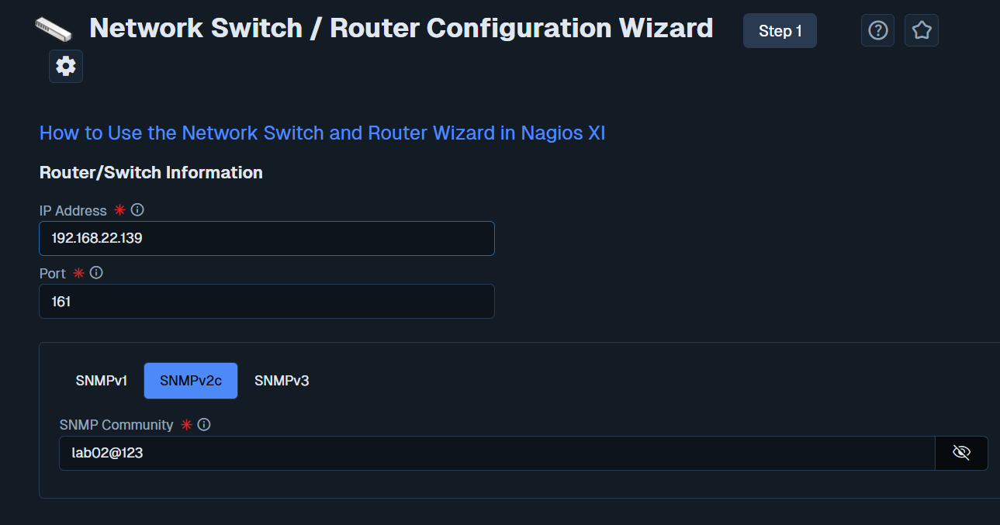 Network Switch / Router Configuration Wizard
Step 1
How to Use the Network Switch and Router Wizard in Nagios XI
Router/Switch Information
IP Address *
192.168.22.139
Port *
161
SNMPv1 SNMPv2c SNMPv3
SNMP Community *
lab02@123